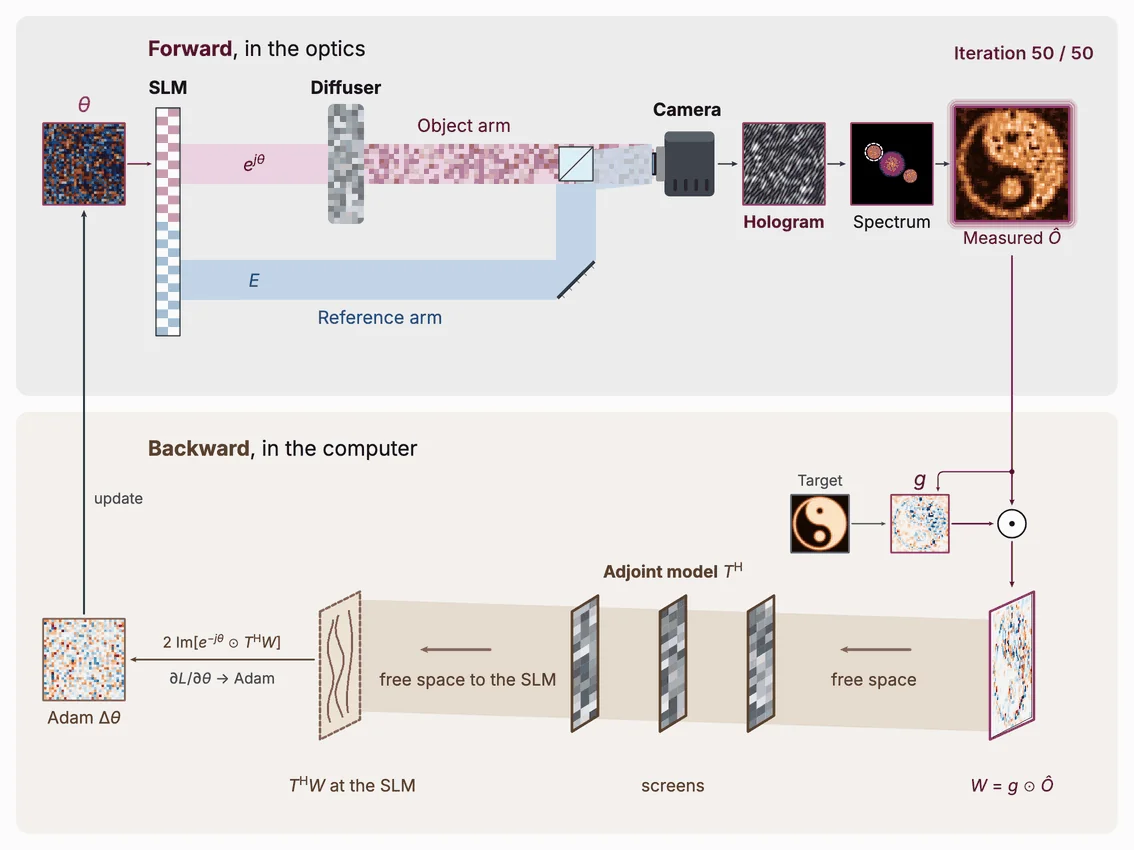 Forward, in the optics
Iteration 50 / 50
SLM
Diffuser
Camera
θ
Object arm
e^{jθ}
Hologram
Spectrum
Measured Ô
E
Reference arm
Backward, in the computer
update
Target
g
Adjoint model T^H
2 Im[e^{-jθ} ⊙ T^H W]
∂L/∂θ → Adam
free space to the SLM
free space
Adam Δθ
T^H W at the SLM
screens
W = g ⊙ Ô